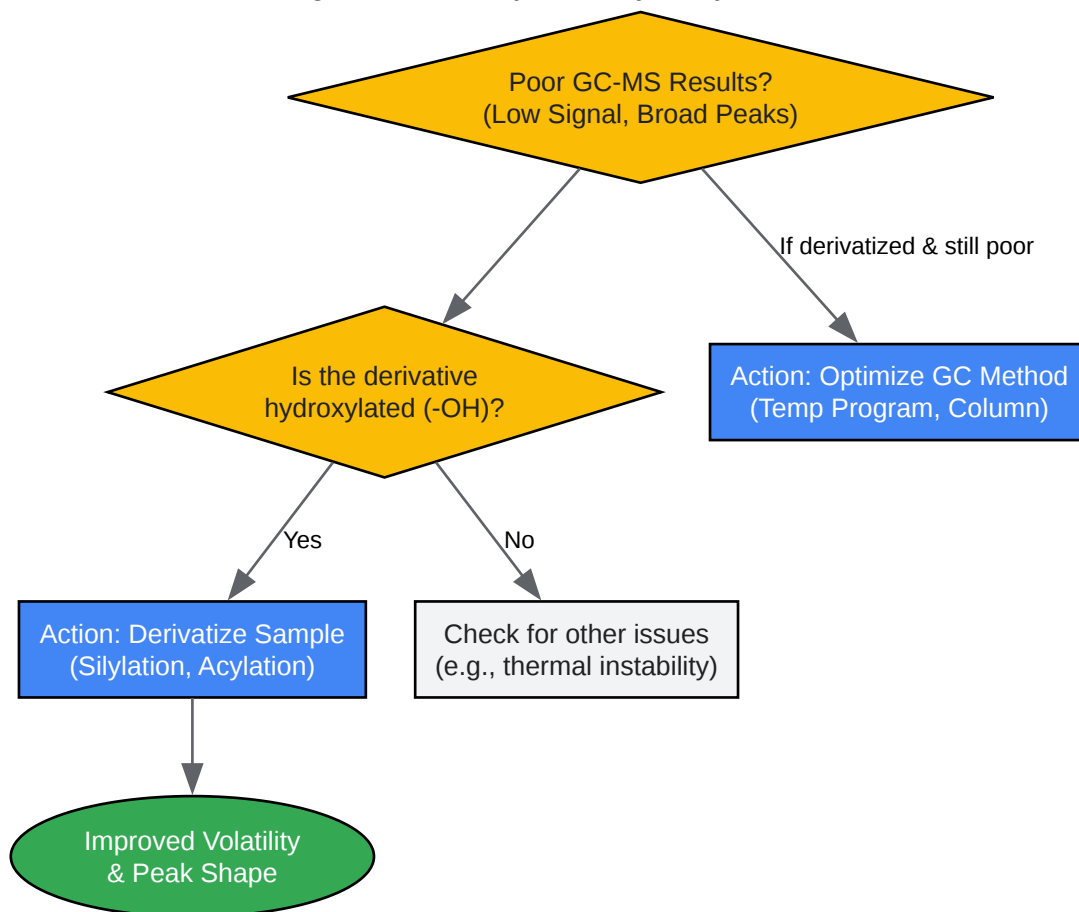 Poor GC-MS Results?
(Low Signal, Broad Peaks)
If derivatized & still poor
Is the derivative
hydroxylated (-OH)?
Action: Optimize GC Method
(Temp Program, Column)
Yes
No
Action: Derivatize Sample
(Silylation, Acylation)
Check for other issues
(e.g., thermal instability)
Improved Volatility
& Peak Shape